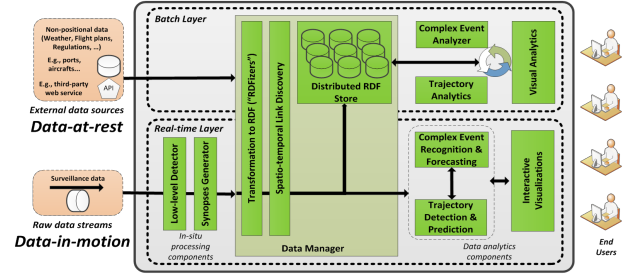 Non-positional data
(Weather, Flight plans,
Regulations, ...)
E.g., ports,
aircrafts...
E.g., third-party
web service
API
External data sources
Data-at-rest
Surveillance data
Raw data streams
Data-in-motion
Batch Layer
Real-time Layer
Low-level Detector
Synopses Generator
In-situ
processing
components
Transformation to RDF ("RDFizers")
Spatio-temporal Link Discovery
Distributed RDF
Store
Data Manager
Complex Event
Analyzer
Trajectory
Analytics
Visual Analytics
Complex Event
Recognition &
Forecasting
Trajectory
Detection &
Prediction
Data analytics
components
Interactive
Visualizations
End
Users